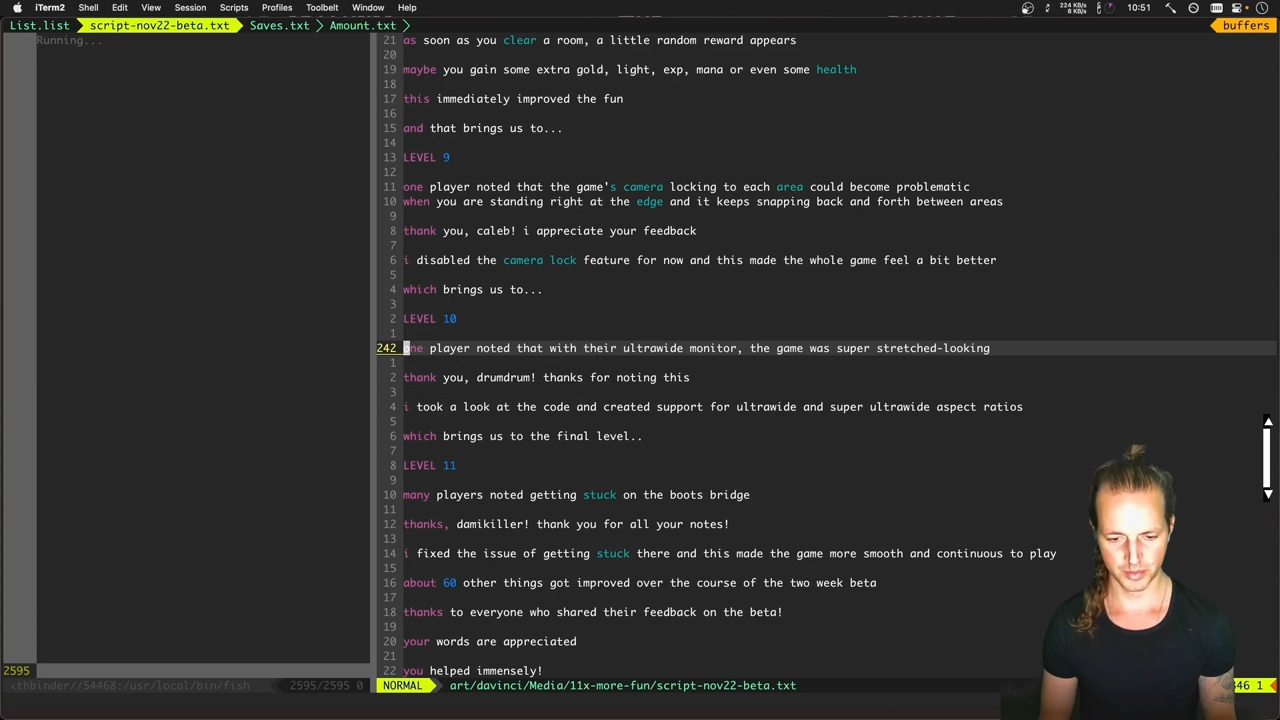 iTerm2 Shell Edit View Session Scripts Profiles Toolbelt Window Help 224 KB/s 8 KB/s 10:51
List.list script-nov22-beta.txt Saves.txt Amount.txt buffers
Running...
21 as soon as you clear a room, a little random reward appears
20
19 maybe you gain some extra gold, light, exp, mana or even some health
18
17 this immediately improved the fun
16
15 and that brings us to...
14
13 LEVEL 9
12
11 one player noted that the game's camera locking to each area could become problematic
10 when you are standing right at the edge and it keeps snapping back and forth between areas
9
8 thank you, caleb! i appreciate your feedback
7
6 i disabled the camera lock feature for now and this made the whole game feel a bit better
5
4 which brings us to...
3
2 LEVEL 10
1
242 one player noted that with their ultrawide monitor, the game was super stretched-looking
1
2 thank you, drumdrum! thanks for noting this
3
4 i took a look at the code and created support for ultrawide and super ultrawide aspect ratios
5
6 which brings us to the final level..
7
8 LEVEL 11
9
10 many players noted getting stuck on the boots bridge
11
12 thanks, damikiller! thank you for all your notes!
13
14 i fixed the issue of getting stuck there and this made the game more smooth and continuous to play
15
16 about 60 other things got improved over the course of the two week beta
17
18 thanks to everyone who shared their feedback on the beta!
19
20 your words are appreciated
21
22 you helped immensely!
2595
<thbinder//54468:/usr/local/bin/fish 2595/2595 0 NORMAL art/davinci/Media/11x-more-fun/script-nov22-beta.txt 346 1